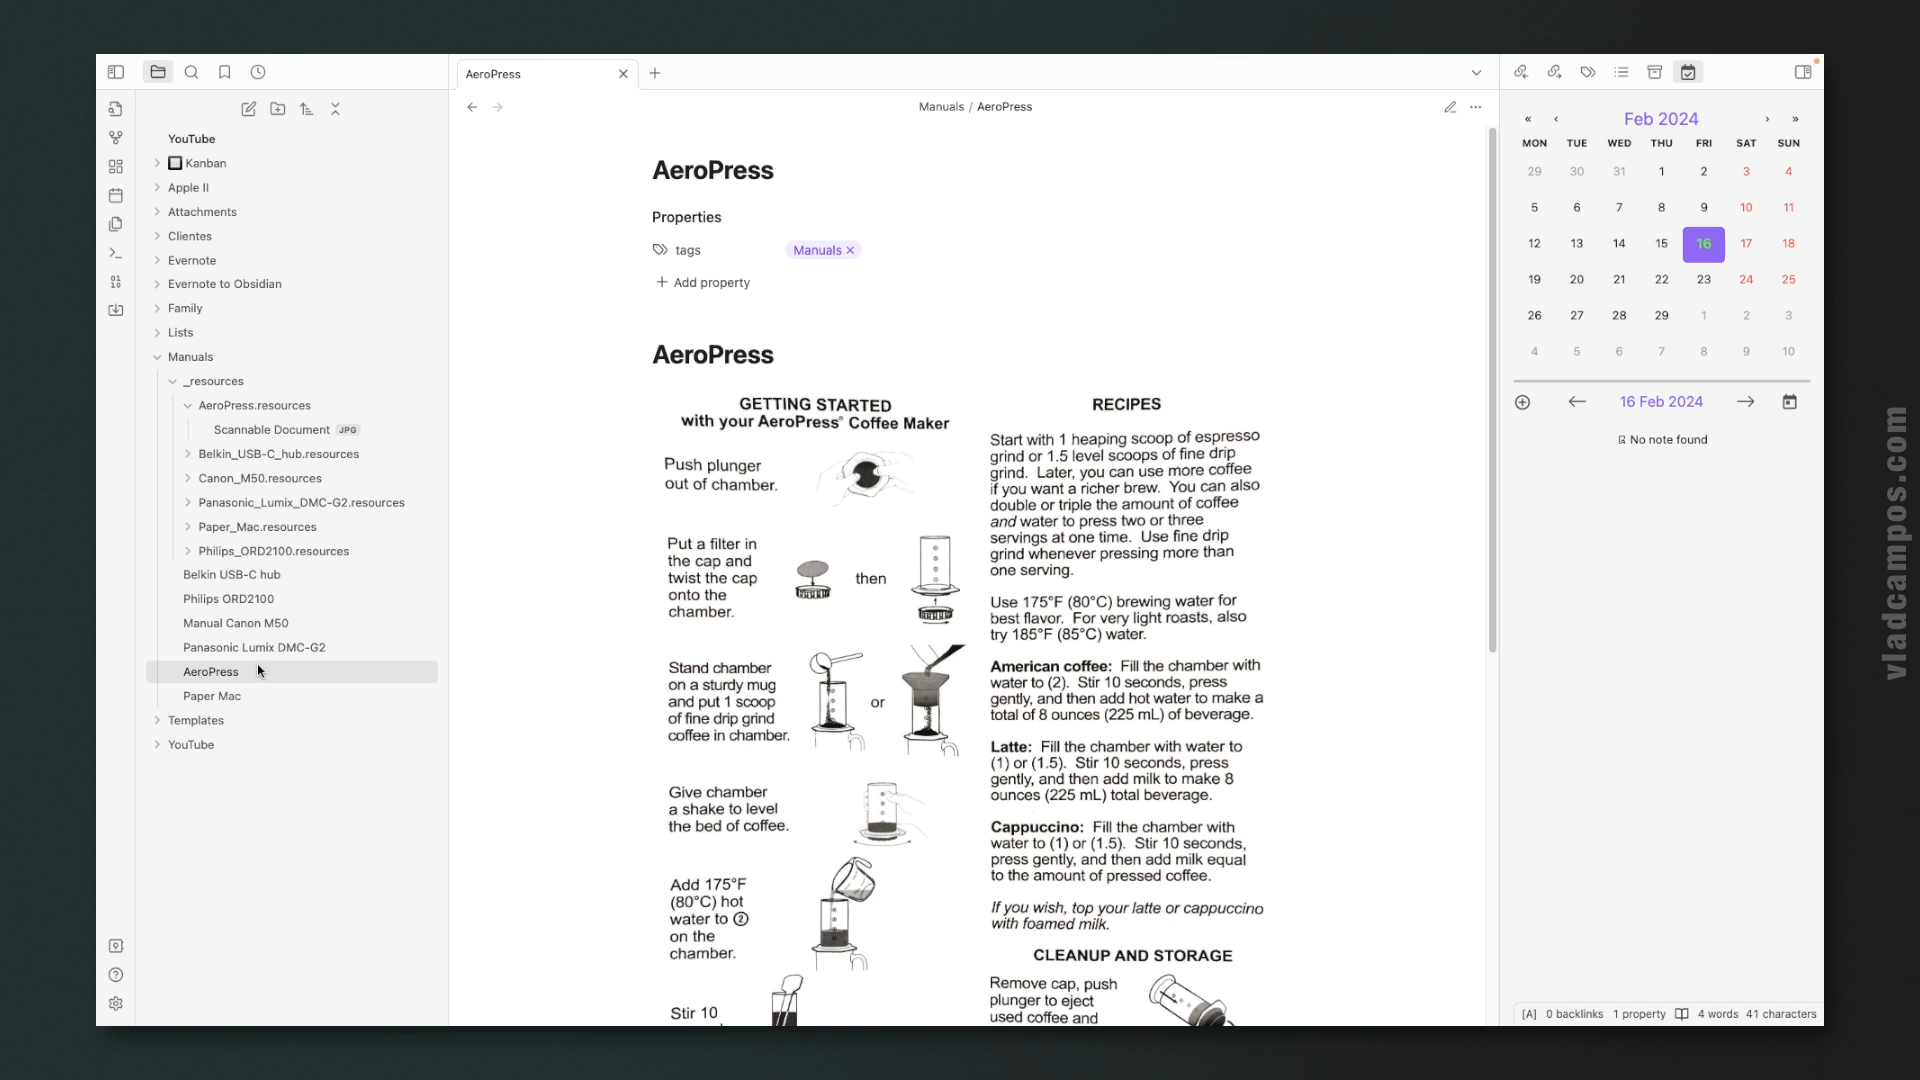 AeroPress
Manuals / AeroPress
YouTube
Kanban
Apple II
Attachments
Clientes
Evernote
Evernote to Obsidian
Family
Lists
Manuals
_resources
AeroPress.resources
Scannable Document JPG
Belkin_USB-C_hub.resources
Canon_M50.resources
Panasonic_Lumix_DMC-G2.resources
Paper_Mac.resources
Philips_ORD2100.resources
Belkin USB-C hub
Philips ORD2100
Manual Canon M50
Panasonic Lumix DMC-G2
AeroPress
Paper Mac
Templates
YouTube
AeroPress
Properties
tags Manuals
Add property
AeroPress
GETTING STARTED
with your AeroPress® Coffee Maker
Push plunger
out of chamber.
Put a filter in
the cap and
twist the cap
onto the
chamber.
then
Stand chamber
on a sturdy mug
and put 1 scoop
of fine drip grind
coffee in chamber.
or
Give chamber
a shake to level
the bed of coffee.
Add 175°F
(80°C) hot
water to ②
on the
chamber.
Stir 10
RECIPES
Start with 1 heaping scoop of espresso
grind or 1.5 level scoops of fine drip
grind. Later, you can use more coffee
if you want a richer brew. You can also
double or triple the amount of coffee
and water to press two or three
servings at one time. Use fine drip
grind whenever pressing more than
one serving.
Use 175°F (80°C) brewing water for
best flavor. For very light roasts, also
try 185°F (85°C) water.
American coffee: Fill the chamber with
water to (2). Stir 10 seconds, press
gently, and then add hot water to make a
total of 8 ounces (225 mL) of beverage.
Latte: Fill the chamber with water to
(1) or (1.5). Stir 10 seconds, press
gently, and then add milk to make 8
ounces (225 mL) total beverage.
Cappuccino: Fill the chamber with
water to (1) or (1.5). Stir 10 seconds,
press gently, and then add milk equal
to the amount of pressed coffee.
If you wish, top your latte or cappuccino
with foamed milk.
CLEANUP AND STORAGE
Remove cap, push
plunger to eject
used coffee and
Feb 2024
MON TUE WED THU FRI SAT SUN
29 30 31 1 2 3 4
5 6 7 8 9 10 11
12 13 14 15 16 17 18
19 20 21 22 23 24 25
26 27 28 29 1 2 3
4 5 6 7 8 9 10
16 Feb 2024
No note found
[A] 0 backlinks 1 property 4 words 41 characters
vladcampos.com